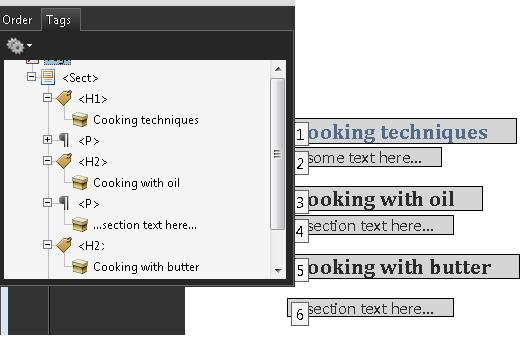 Order Tags
<Sect>
<H1>
Cooking techniques
<P>
<H2>
Cooking with oil
<P>
...section text here...
<H2:
Cooking with butter
1 ooking techniques
2 some text here...
3 ooking with oil
4 section text here...
5 ooking with butter
6 section text here...